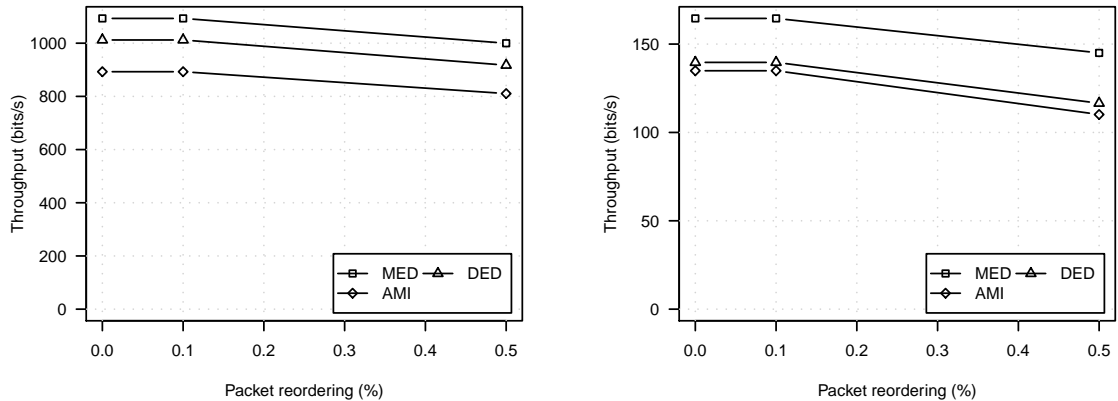 1000
800
600
400
200
0
Throughput (bits/s)
MED DED
AMI
0.0 0.1 0.2 0.3 0.4 0.5
Packet reordering (%)
150
100
50
0
Throughput (bits/s)
MED DED
AMI
0.0 0.1 0.2 0.3 0.4 0.5
Packet reordering (%)